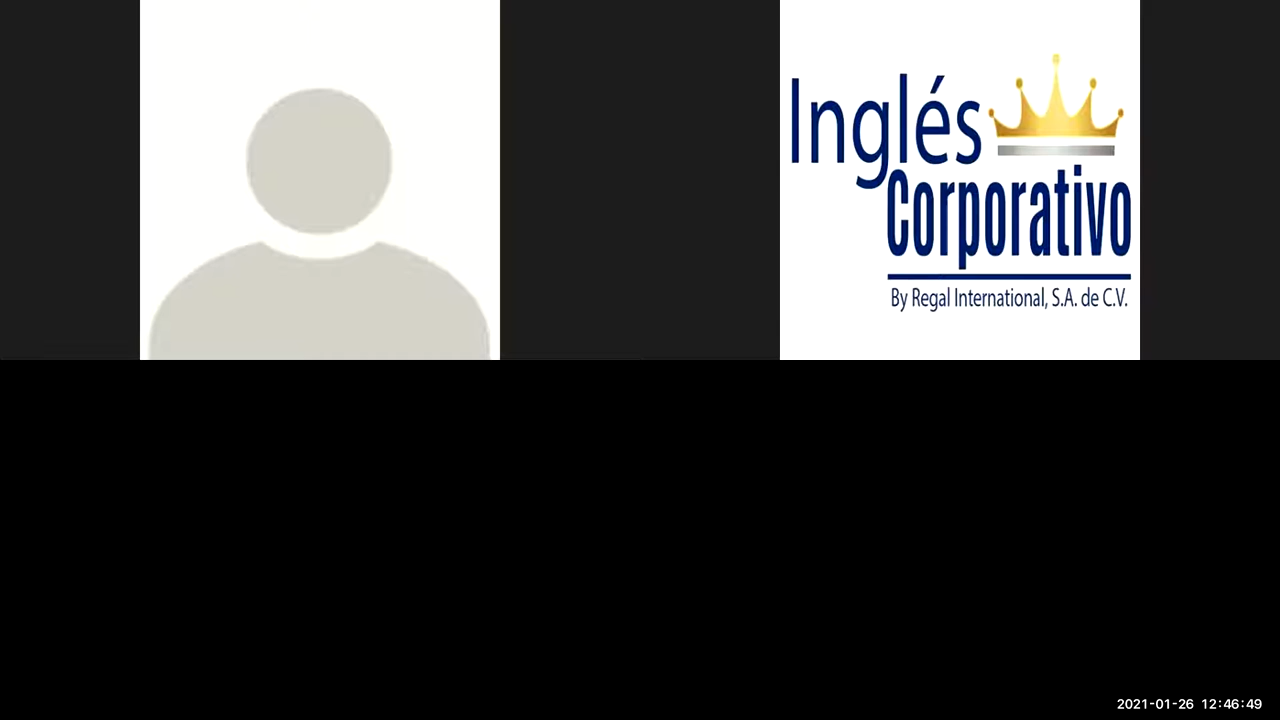 Inglés
Corporativo
By Regal International, S.A. de C.V.
2021-01-26 12:46:49